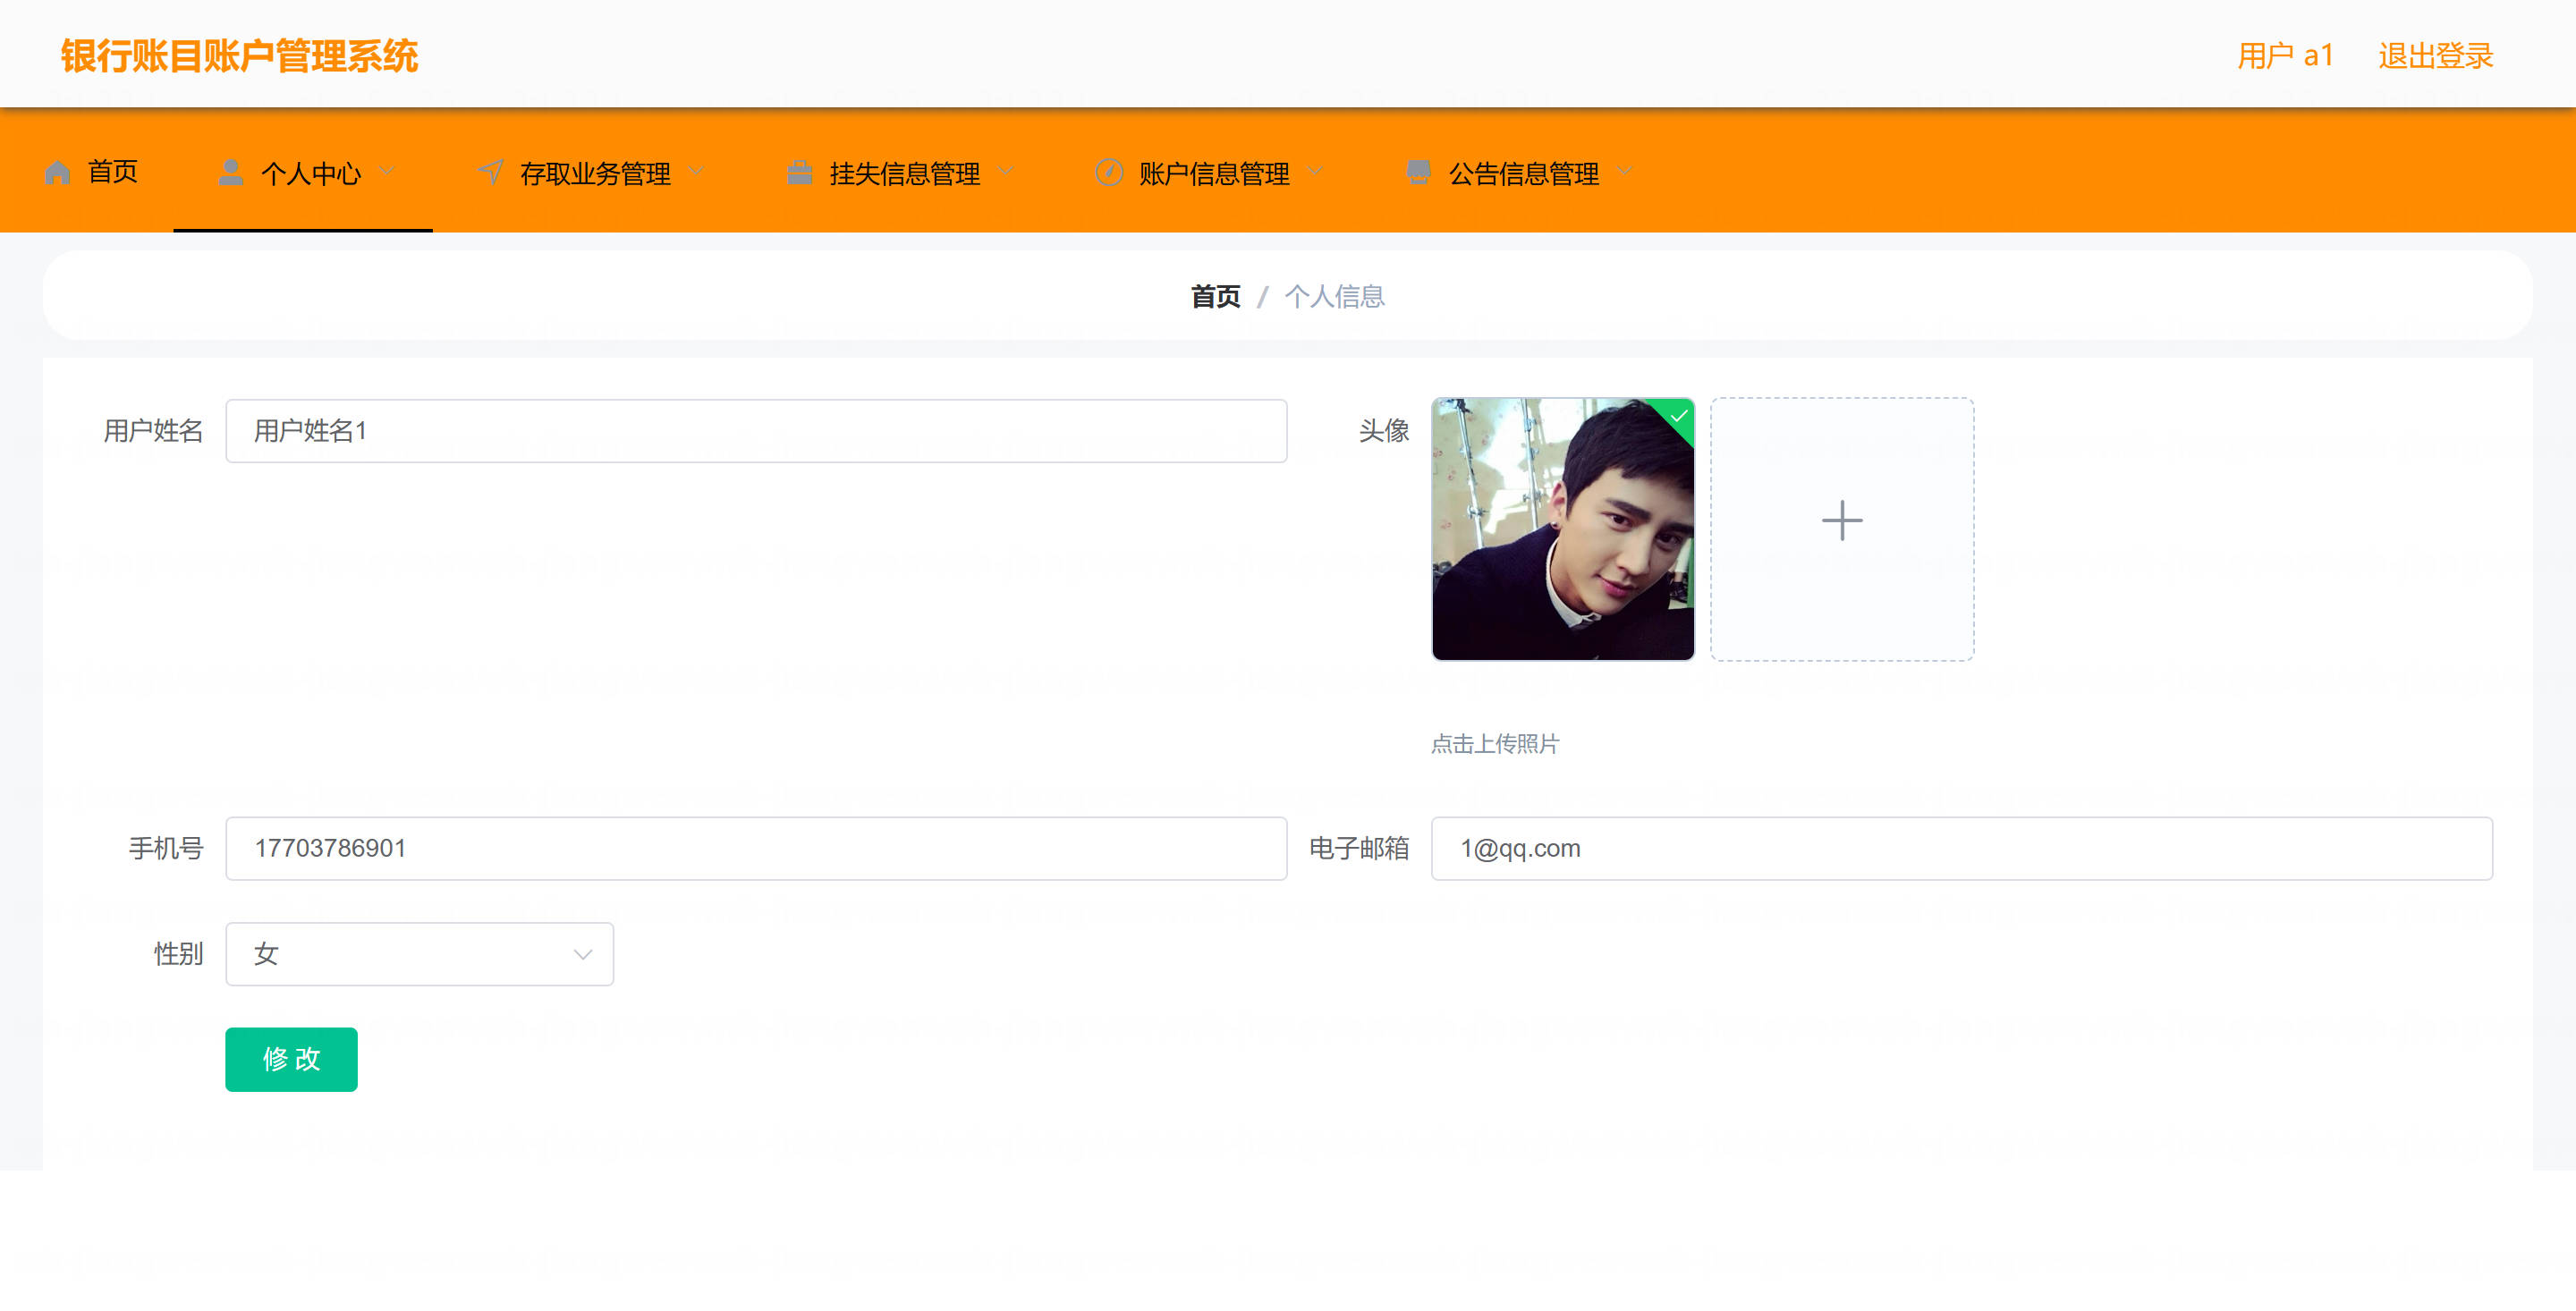 银行账目账户管理系统
用户 a1 退出登录
首页 个人中心 存取业务管理 挂失信息管理 账户信息管理 公告信息管理
首页 / 个人信息
用户姓名 用户姓名1 头像
点击上传照片
手机号 17703786901 电子邮箱 1@qq.com
性别 女
修 改